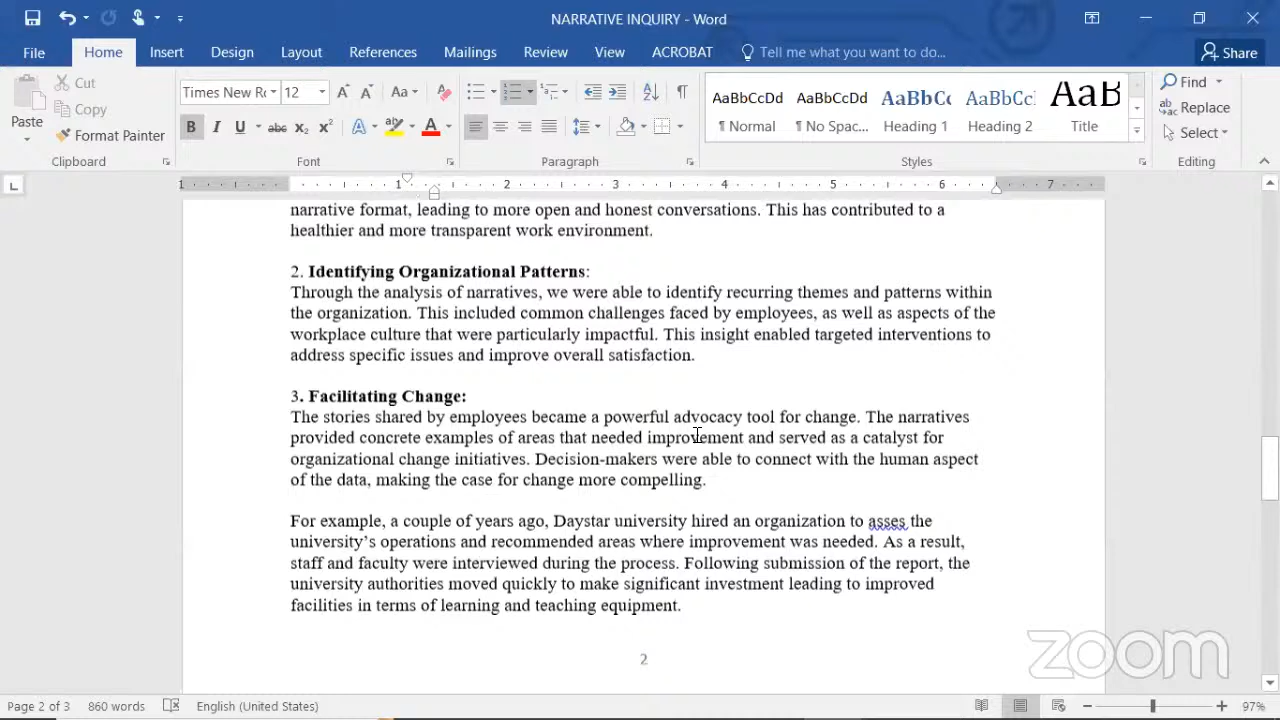 NARRATIVE INQUIRY - Word
File Home Insert Design Layout References Mailings Review View ACROBAT Tell me what you want to do... Share
Paste
Cut
Copy
Format Painter
Clipboard
Times New Ro 12
Font
Paragraph
AaBbCcDd AaBbCcDd AaBbCc AaBbCc AaB
¶ Normal ¶ No Spac... Heading 1 Heading 2 Title
Styles
Find
Replace
Select
Editing
1 1 2 3 4 5 6 7
narrative format, leading to more open and honest conversations. This has contributed to a
healthier and more transparent work environment.
2. Identifying Organizational Patterns:
Through the analysis of narratives, we were able to identify recurring themes and patterns within
the organization. This included common challenges faced by employees, as well as aspects of the
workplace culture that were particularly impactful. This insight enabled targeted interventions to
address specific issues and improve overall satisfaction.
3. Facilitating Change:
The stories shared by employees became a powerful advocacy tool for change. The narratives
provided concrete examples of areas that needed improvement and served as a catalyst for
organizational change initiatives. Decision-makers were able to connect with the human aspect
of the data, making the case for change more compelling.
For example, a couple of years ago, Daystar university hired an organization to asses the
university’s operations and recommended areas where improvement was needed. As a result,
staff and faculty were interviewed during the process. Following submission of the report, the
university authorities moved quickly to make significant investment leading to improved
facilities in terms of learning and teaching equipment.
2
zoom
Page 2 of 3 860 words English (United States) 97%